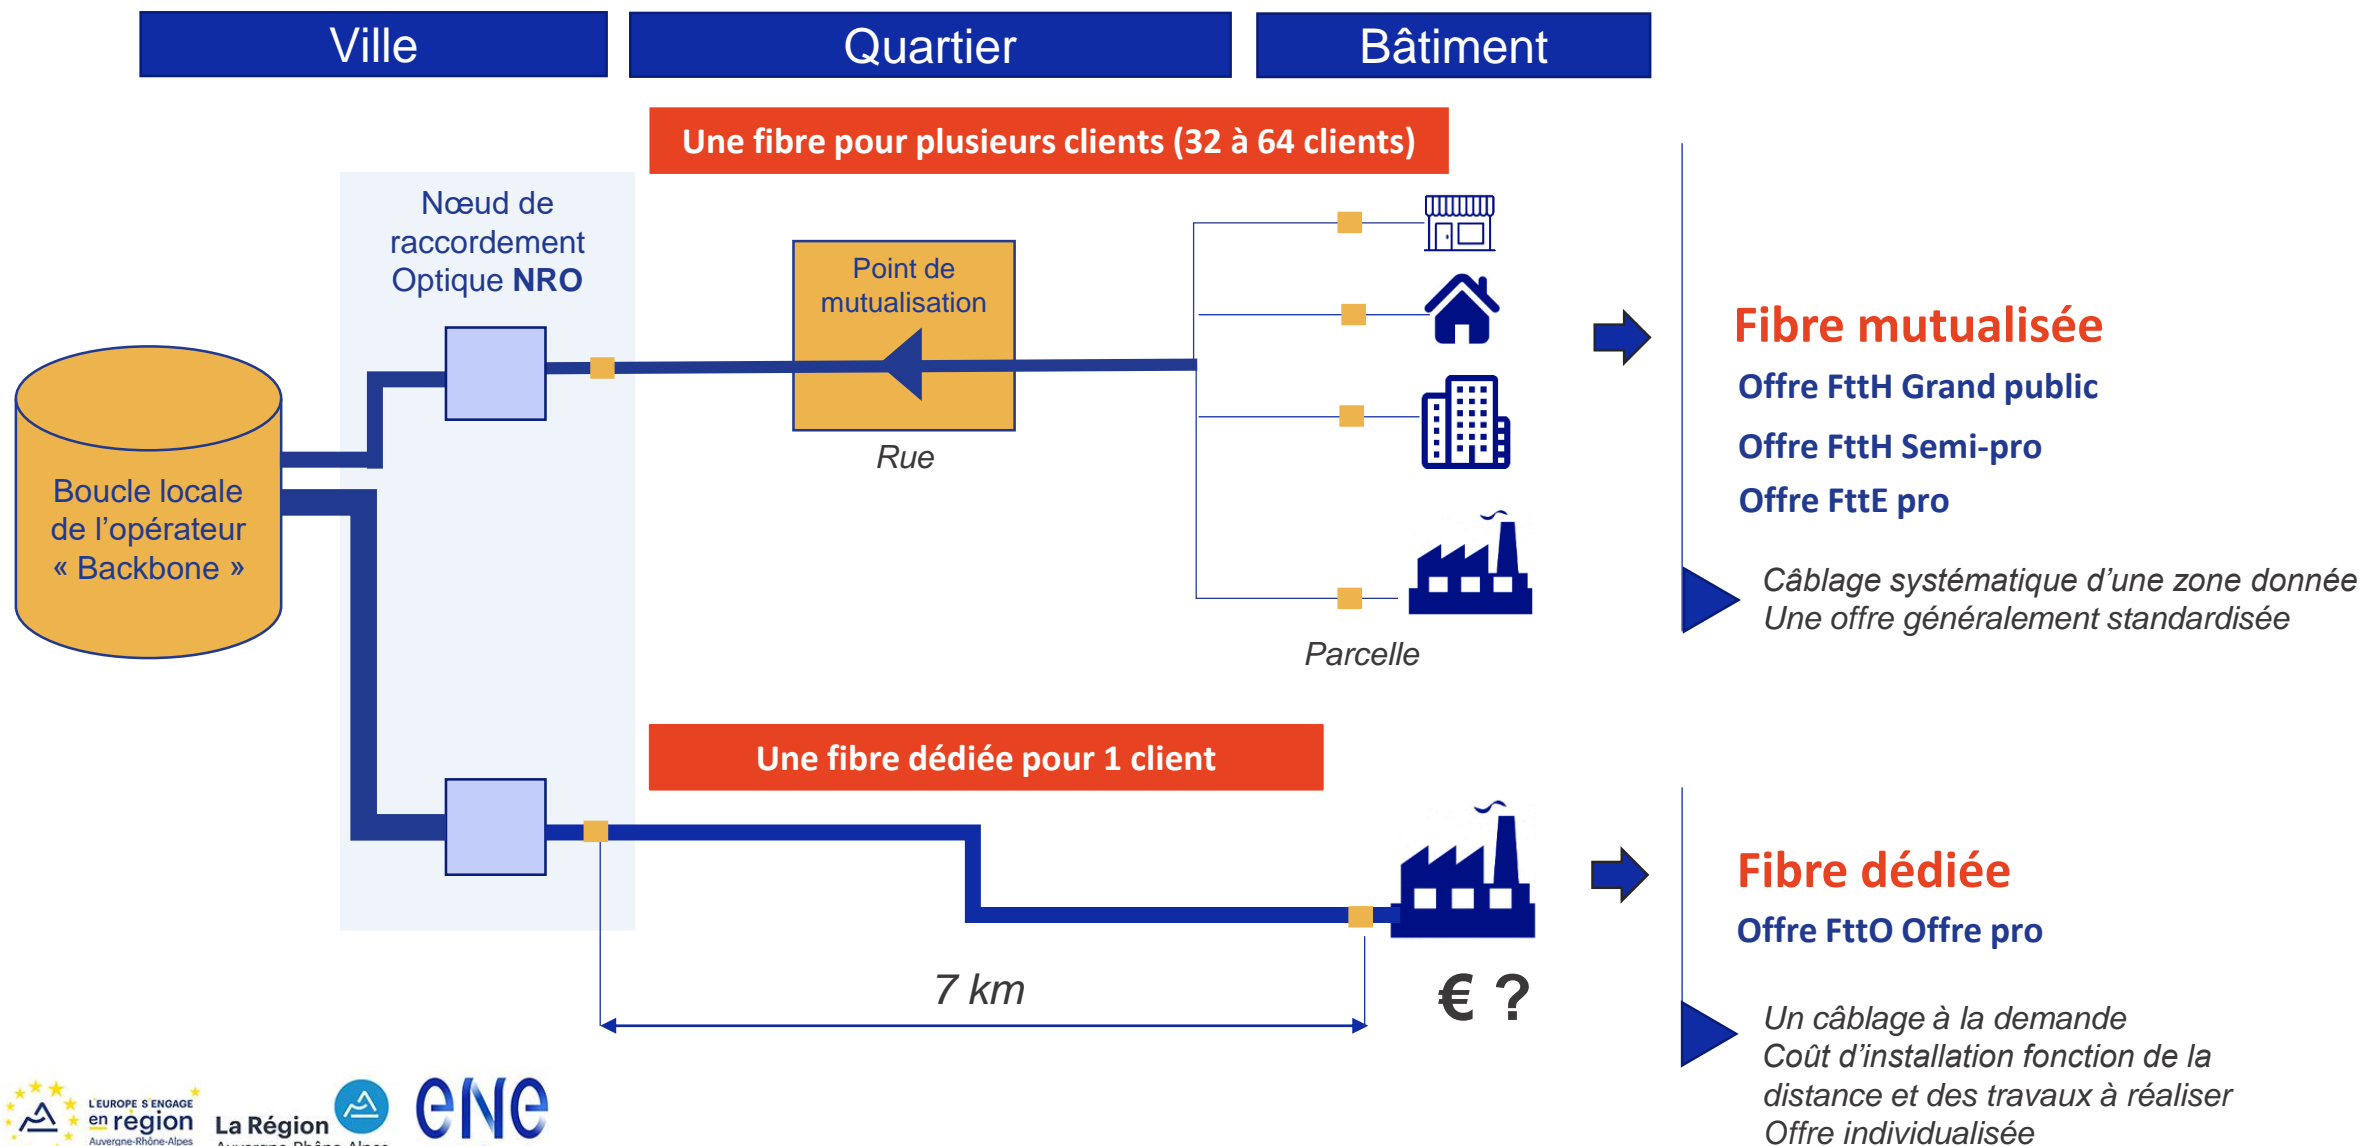 Ville
Quartier
Bâtiment
Une fibre pour plusieurs clients (32 à 64 clients)
Nœud de
raccordement
Optique NRO
Point de
mutualisation
Rue
Boucle locale
de l'opérateur
« Backbone »
Parcelle
Fibre mutualisée
Offre FttH Grand public
Offre FttH Semi-pro
Offre FttE pro
Câblage systématique d'une zone donnée
Une offre généralement standardisée
Une fibre dédiée pour 1 client
7 km
€ ?
Fibre dédiée
Offre FttO Offre pro
Un câblage à la demande
Coût d'installation fonction de la
distance et des travaux à réaliser
Offre individualisée
L'EUROPE S'ENGAGE
en région
Auvergne-Rhône-Alpes
La Région
Auvergne-Rhône-Alpes
ene